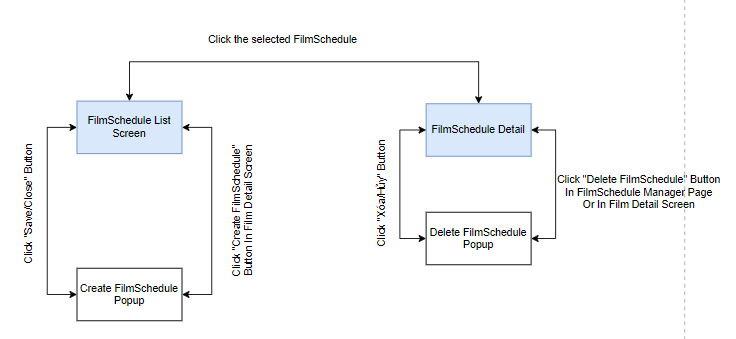 Click the selected FilmSchedule
FilmSchedule List
Screen
FilmSchedule Detail
Click "Save/Close" Button
Click "Create FilmSchedule"
Button In Film Detail Screen
Click "Xóa/Hủy" Button
Click "Delete FilmSchedule" Button
In FilmSchedule Manager Page
Or In Film Detail Screen
Delete FilmSchedule
Popup
Create FilmSchedule
Popup